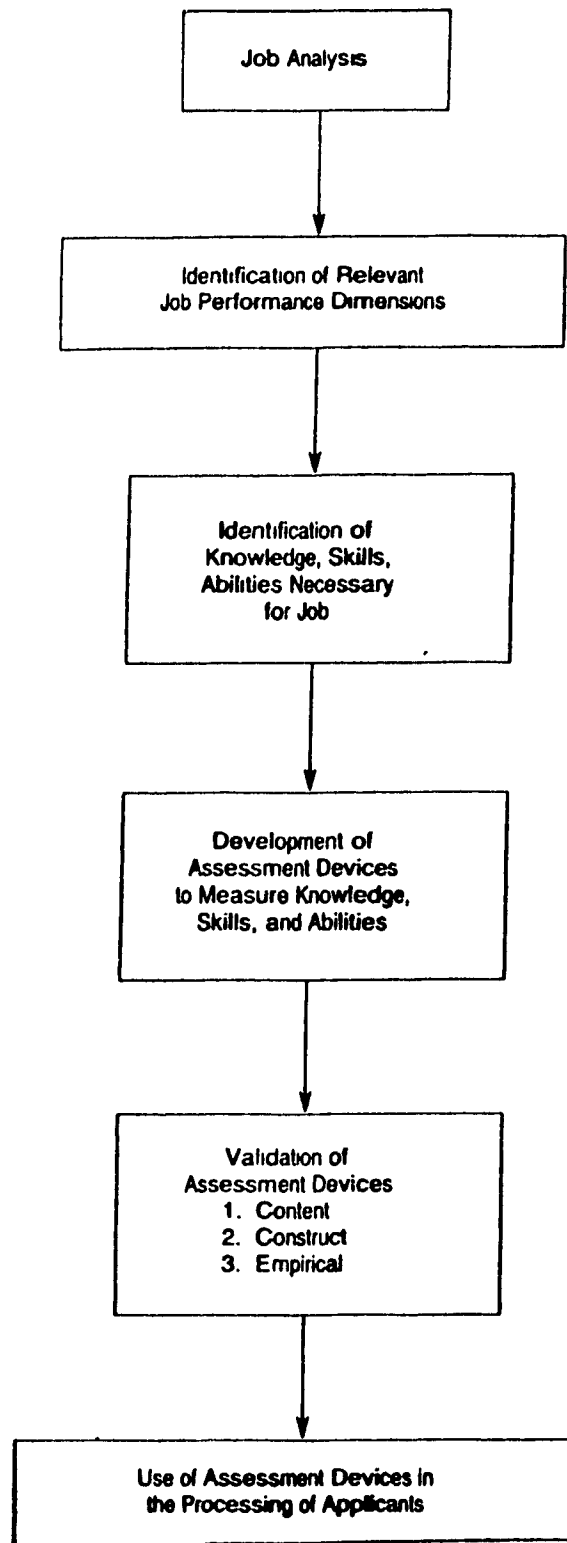 Job Analysis
Identification of Relevant
Job Performance Dimensions
Identification of
Knowledge, Skills,
Abilities Necessary
for Job
Development of
Assessment Devices
to Measure Knowledge,
Skills, and Abilities
Validation of
Assessment Devices
1. Content
2. Construct
3. Empirical
Use of Assessment Devices in
the Processing of Applicants